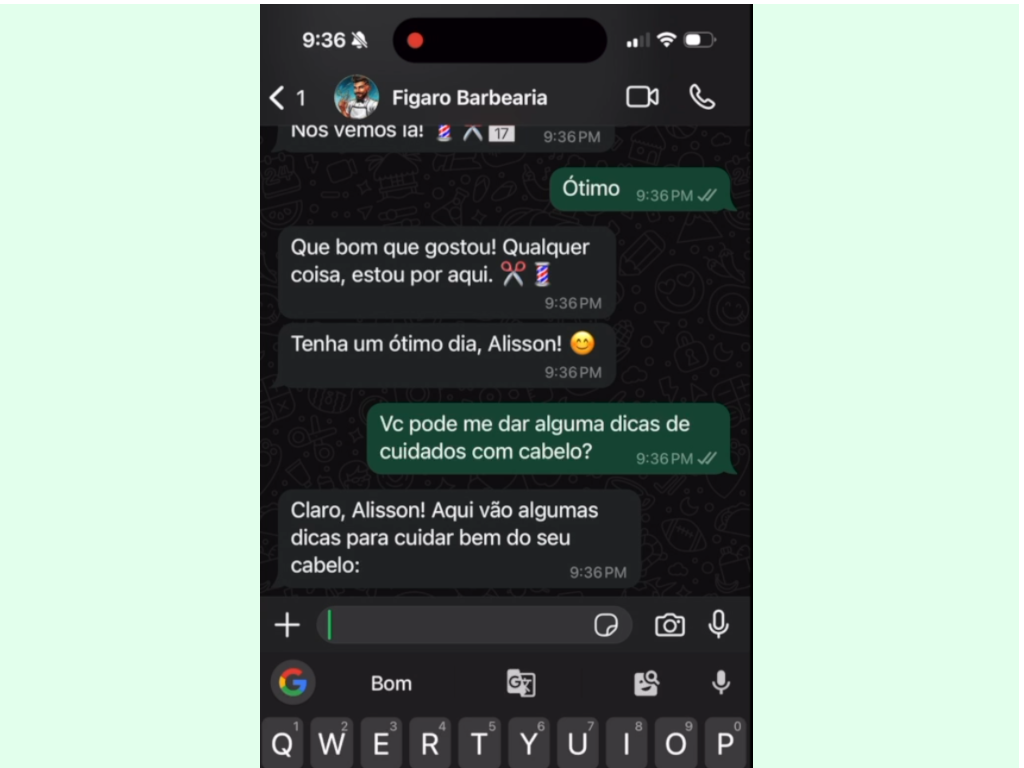 9:36
1 Figaro Barbearia
Nos vemos lá! 💈 ✂️ 17 9:36 PM
Ótimo 9:36 PM
Que bom que gostou! Qualquer
coisa, estou por aqui. ✂️💈
9:36 PM
Tenha um ótimo dia, Alisson! 😊
9:36 PM
Vc pode me dar alguma dicas de
cuidados com cabelo? 9:36 PM
Claro, Alisson! Aqui vão algumas
dicas para cuidar bem do seu
cabelo: 9:36 PM
G Bom G
1 2 3 4 5 6 7 8 9 0
Q W E R T Y U I O P